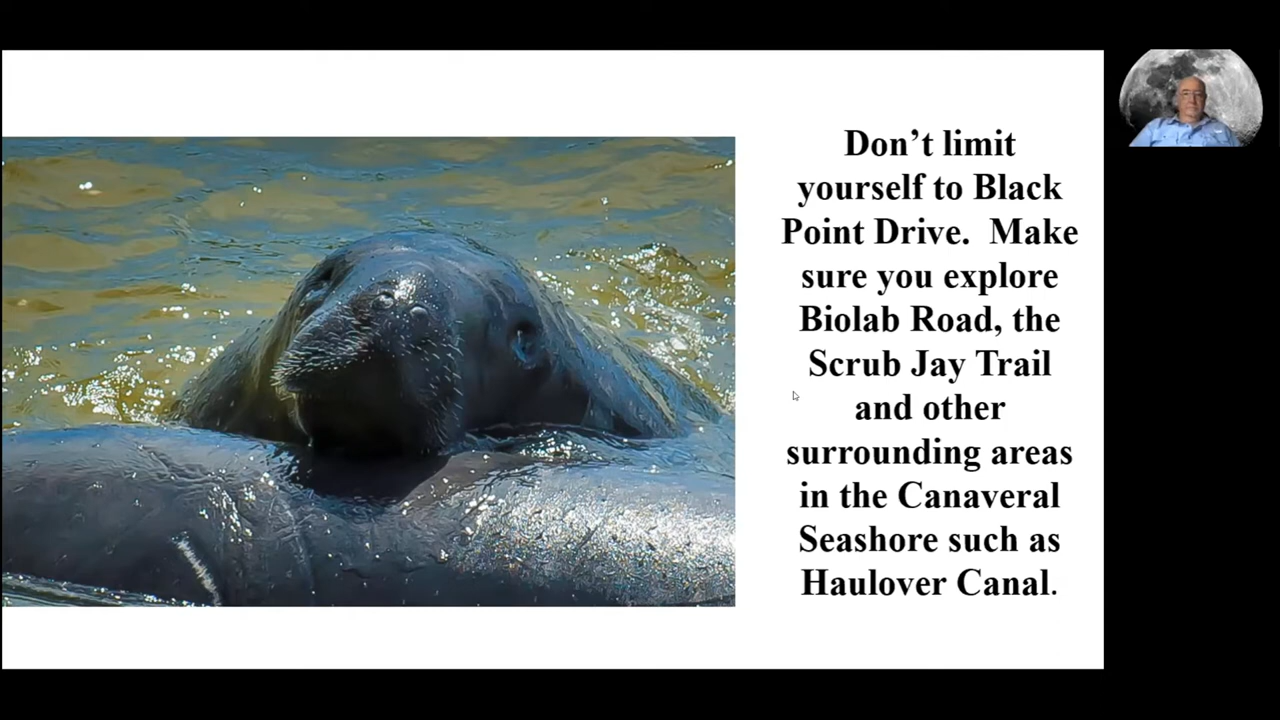 Don’t limit
yourself to Black
Point Drive.  Make
sure you explore
Biolab Road, the
Scrub Jay Trail
and other
surrounding areas
in the Canaveral
Seashore such as
Haulover Canal.